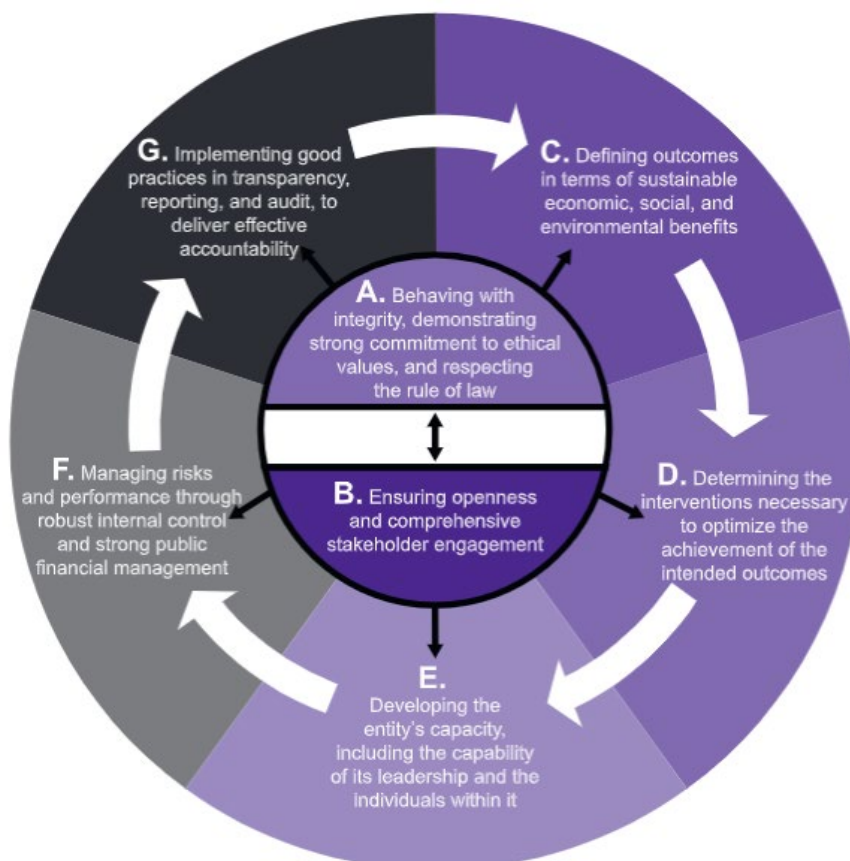 G. Implementing good
practices in transparency,
reporting, and audit, to
deliver effective
accountability
C. Defining outcomes
in terms of sustainable
economic, social, and
environmental benefits
A. Behaving with
integrity, demonstrating
strong commitment to ethical
values, and respecting
the rule of law
B. Ensuring openness
and comprehensive
stakeholder engagement
D. Determining the
interventions necessary
to optimize the
achievement of the
intended outcomes
E.
Developing the
entity's capacity,
including the capability
of its leadership and the
individuals within it
F. Managing risks
and performance through
robust internal control
and strong public
financial management